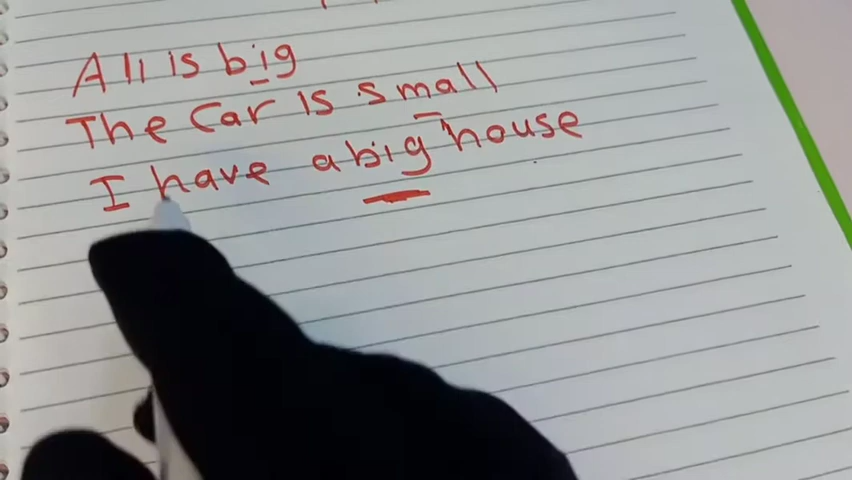 Ali is big
The Car is small
I have a big house